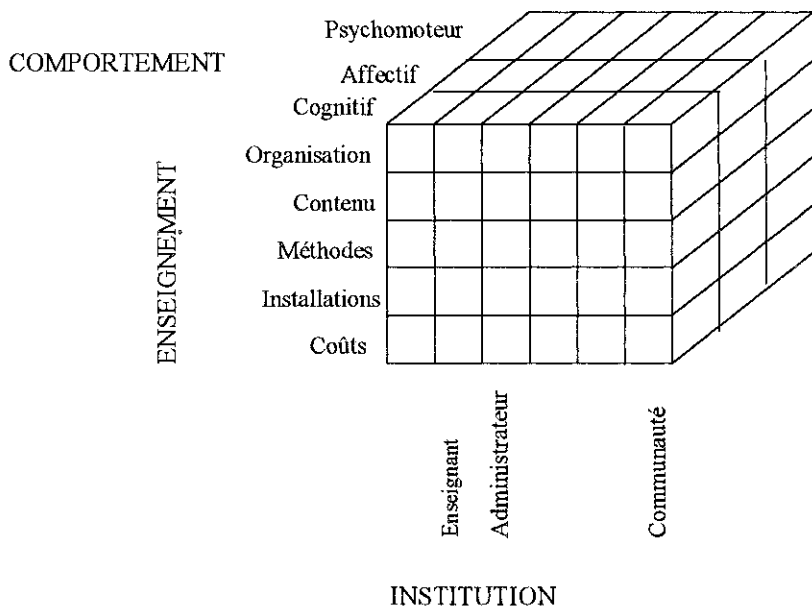 Psychomoteur
COMPORTEMENT
Affectif
Cognitif
ENSEIGNEMENT
Organisation
Contenu
Méthodes
Installations
Coûts
Enseignant
Administrateur
Communauté
INSTITUTION